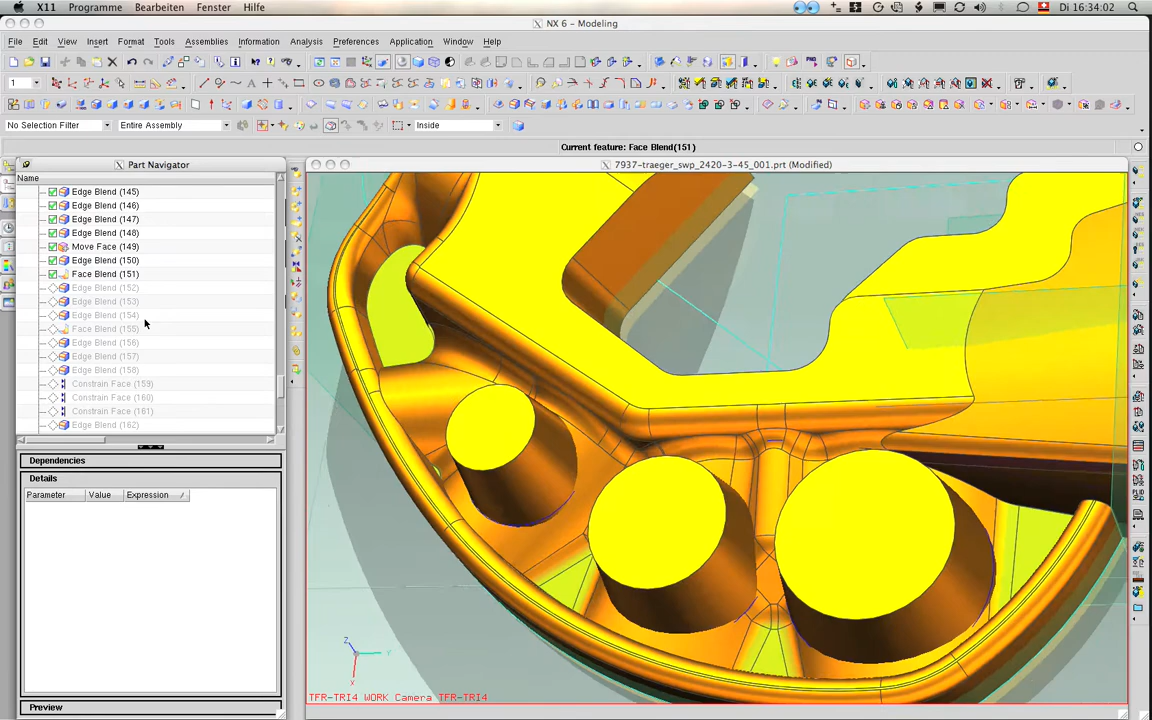 X11 Programme Bearbeiten Fenster Hilfe Di 16:34:02
NX 6 - Modeling
File Edit View Insert Format Tools Assemblies Information Analysis Preferences Application Window Help
1
No Selection Filter Entire Assembly Inside
Current feature: Face Blend(151)
Part Navigator
7937-traeger_swp_2420-3-45_001.prt (Modified)
Name
Edge Blend (145)
Edge Blend (146)
Edge Blend (147)
Edge Blend (148)
Move Face (149)
Edge Blend (150)
Face Blend (151)
Edge Blend (152)
Edge Blend (153)
Edge Blend (154)
Face Blend (155)
Edge Blend (156)
Edge Blend (157)
Edge Blend (158)
Constrain Face (159)
Constrain Face (160)
Constrain Face (161)
Edge Blend (162)
Dependencies
Details
Parameter Value Expression
Preview
Z
Y
X
TFR-TRI4 WORK Camera TFR-TRI4